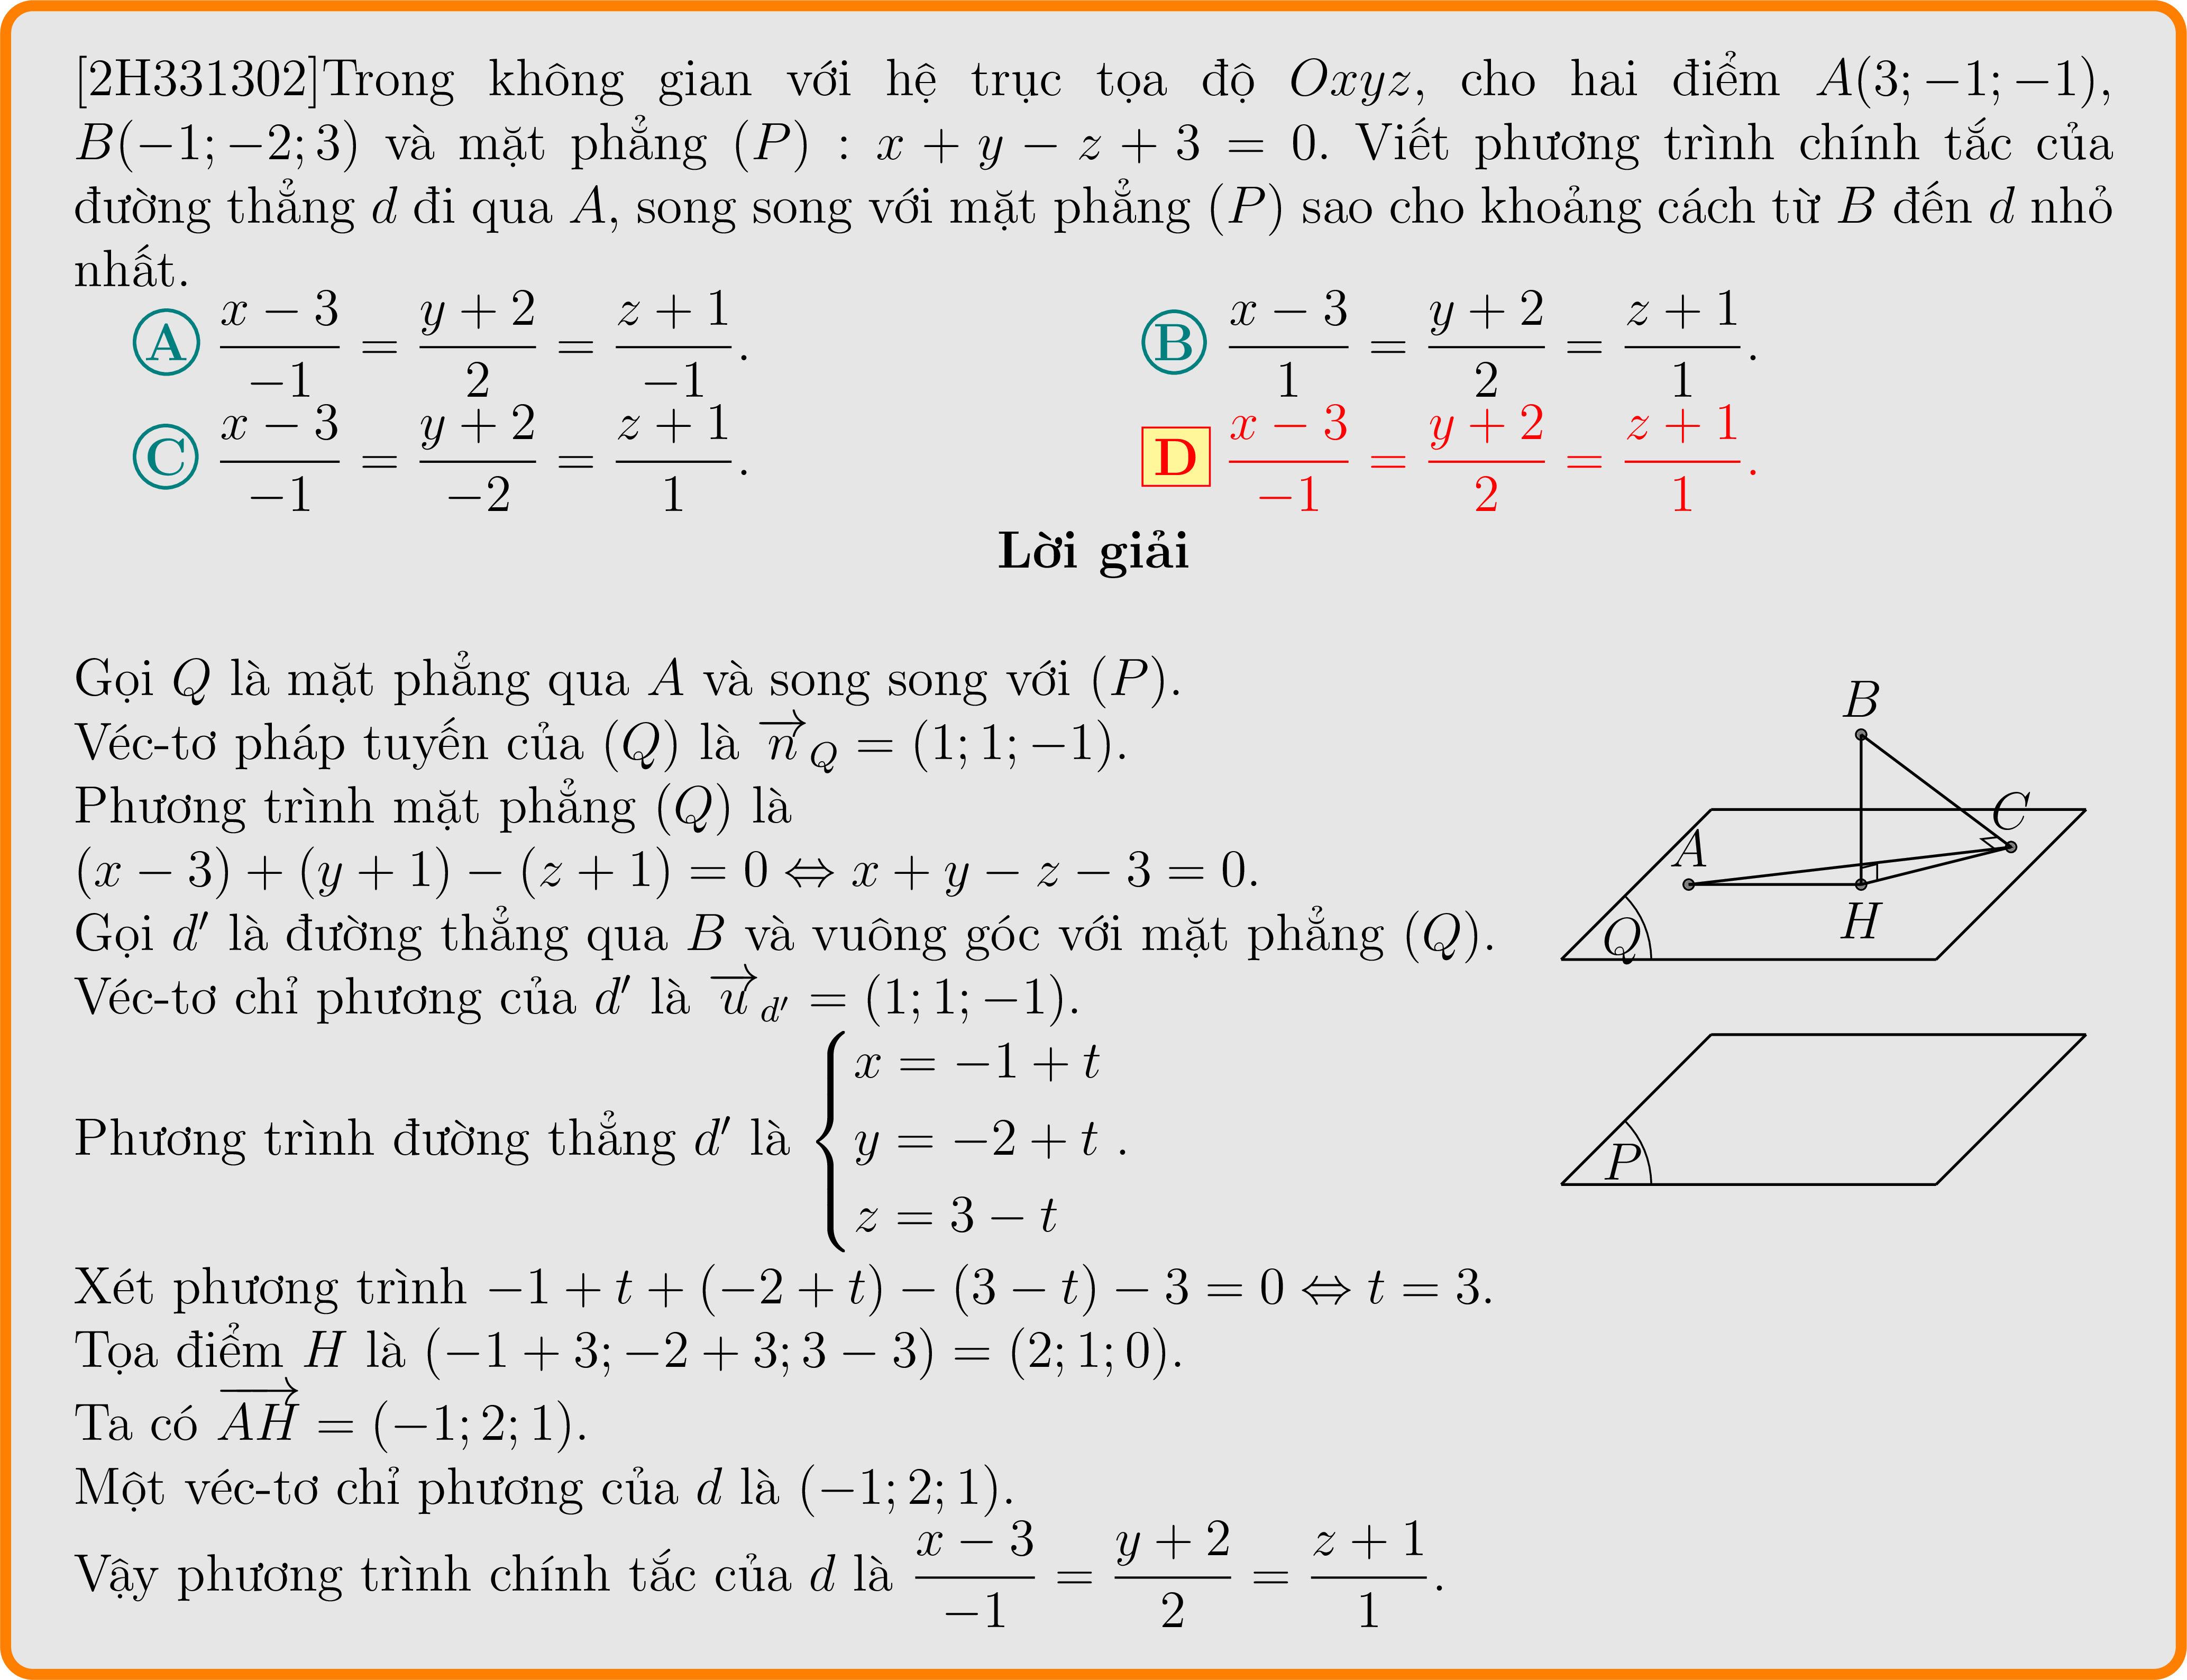 [2H331302]Trong không gian với hệ trục tọa độ Oxyz, cho hai điểm A(3; −1; −1),
B(−1; −2; 3) và mặt phẳng (P) : x + y − z + 3 = 0. Viết phương trình chính tắc của
đường thẳng d đi qua A, song song với mặt phẳng (P) sao cho khoảng cách từ B đến d nhỏ
nhất.
A \frac{x − 3}{−1} = \frac{y + 2}{2} = \frac{z + 1}{−1}.
B \frac{x − 3}{1} = \frac{y + 2}{2} = \frac{z + 1}{1}.
C \frac{x − 3}{−1} = \frac{y + 2}{−2} = \frac{z + 1}{1}.
D \frac{x − 3}{−1} = \frac{y + 2}{2} = \frac{z + 1}{1}.
Lời giải
Gọi Q là mặt phẳng qua A và song song với (P).
Véc-tơ pháp tuyến của (Q) là \overrightarrow{n}_Q = (1; 1; −1).
Phương trình mặt phẳng (Q) là
(x − 3) + (y + 1) − (z + 1) = 0 ⇔ x + y − z − 3 = 0.
Gọi d′ là đường thẳng qua B và vuông góc với mặt phẳng (Q).
Véc-tơ chỉ phương của d′ là \overrightarrow{u}_{d′} = (1; 1; −1).
Phương trình đường thẳng d′ là { x = −1 + t
y = −2 + t .
z = 3 − t
Xét phương trình −1 + t + (−2 + t) − (3 − t) − 3 = 0 ⇔ t = 3.
Tọa điểm H là (−1 + 3; −2 + 3; 3 − 3) = (2; 1; 0).
Ta có \overrightarrow{AH} = (−1; 2; 1).
Một véc-tơ chỉ phương của d là (−1; 2; 1).
Vậy phương trình chính tắc của d là \frac{x − 3}{−1} = \frac{y + 2}{2} = \frac{z + 1}{1}.
B
C
A
H
Q
P